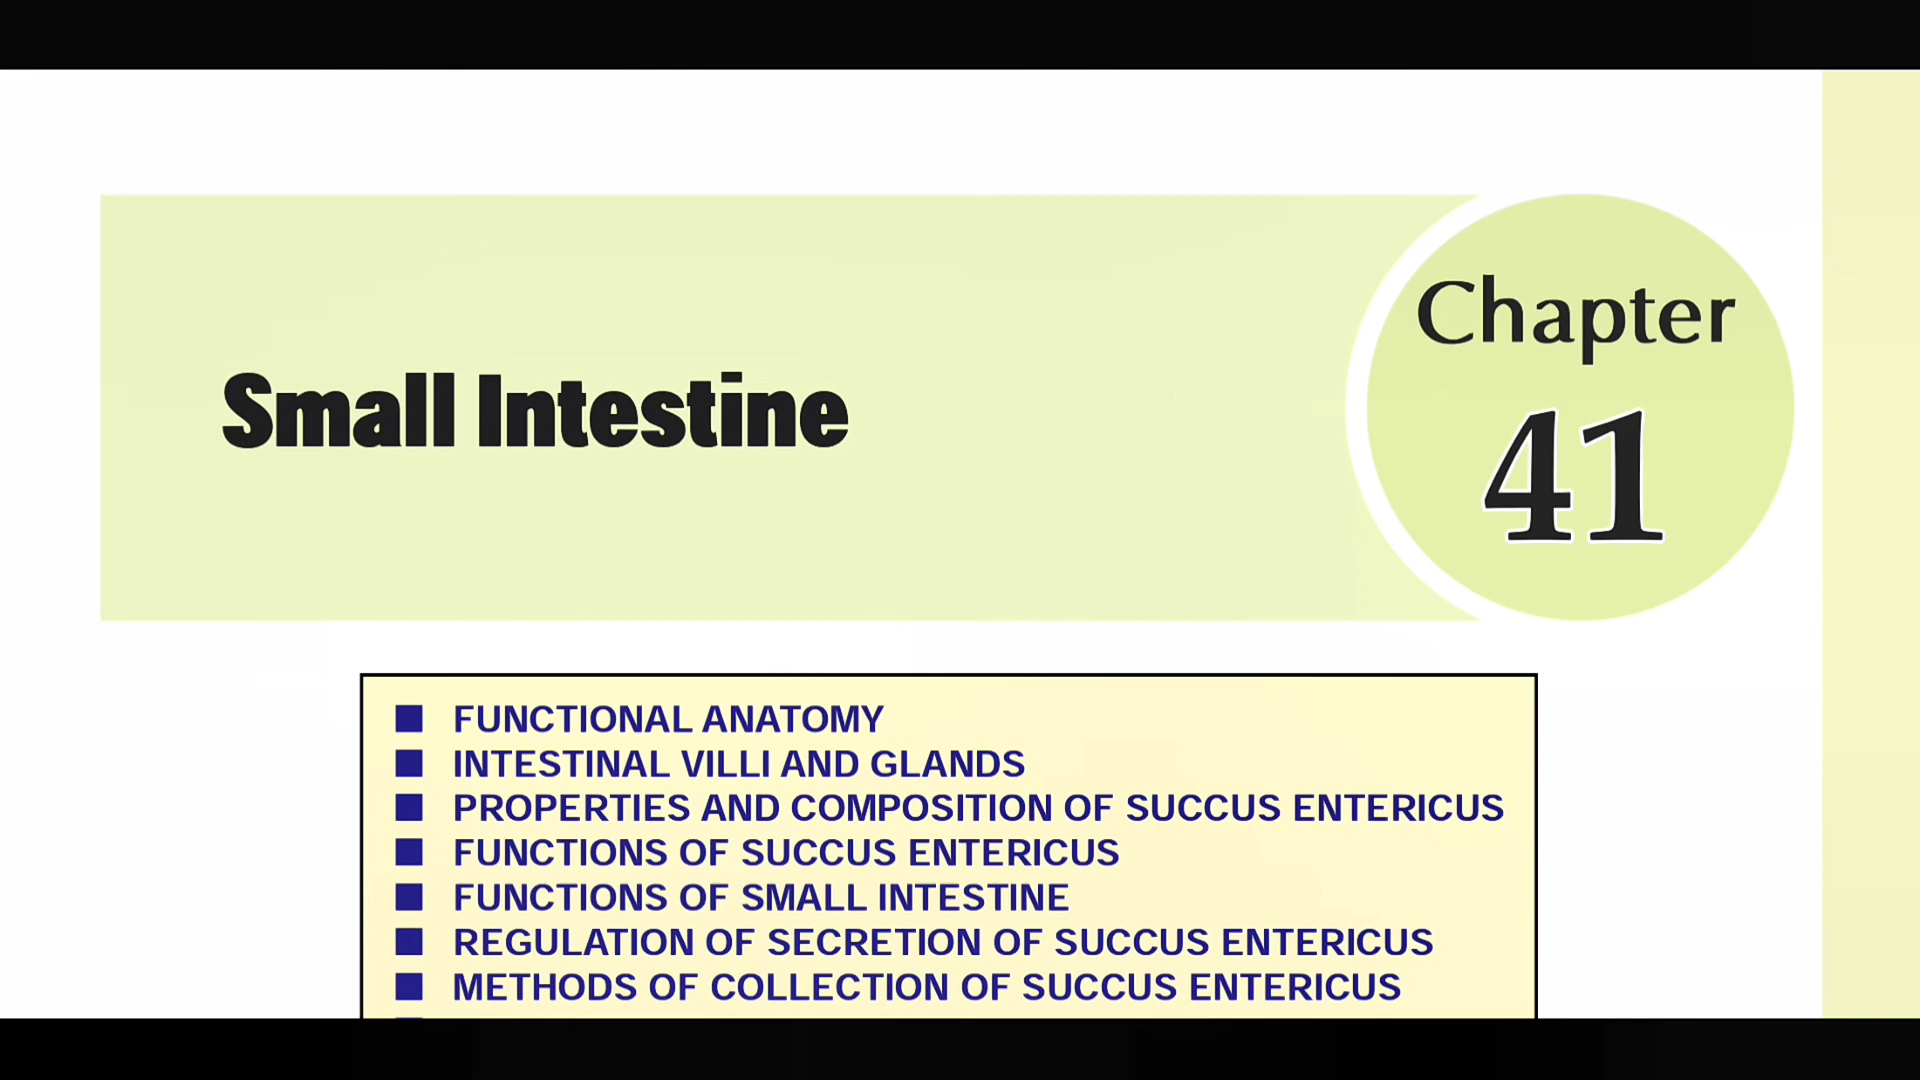 Small Intestine
Chapter
41
■ FUNCTIONAL ANATOMY
■ INTESTINAL VILLI AND GLANDS
■ PROPERTIES AND COMPOSITION OF SUCCUS ENTERICUS
■ FUNCTIONS OF SUCCUS ENTERICUS
■ FUNCTIONS OF SMALL INTESTINE
■ REGULATION OF SECRETION OF SUCCUS ENTERICUS
■ METHODS OF COLLECTION OF SUCCUS ENTERICUS